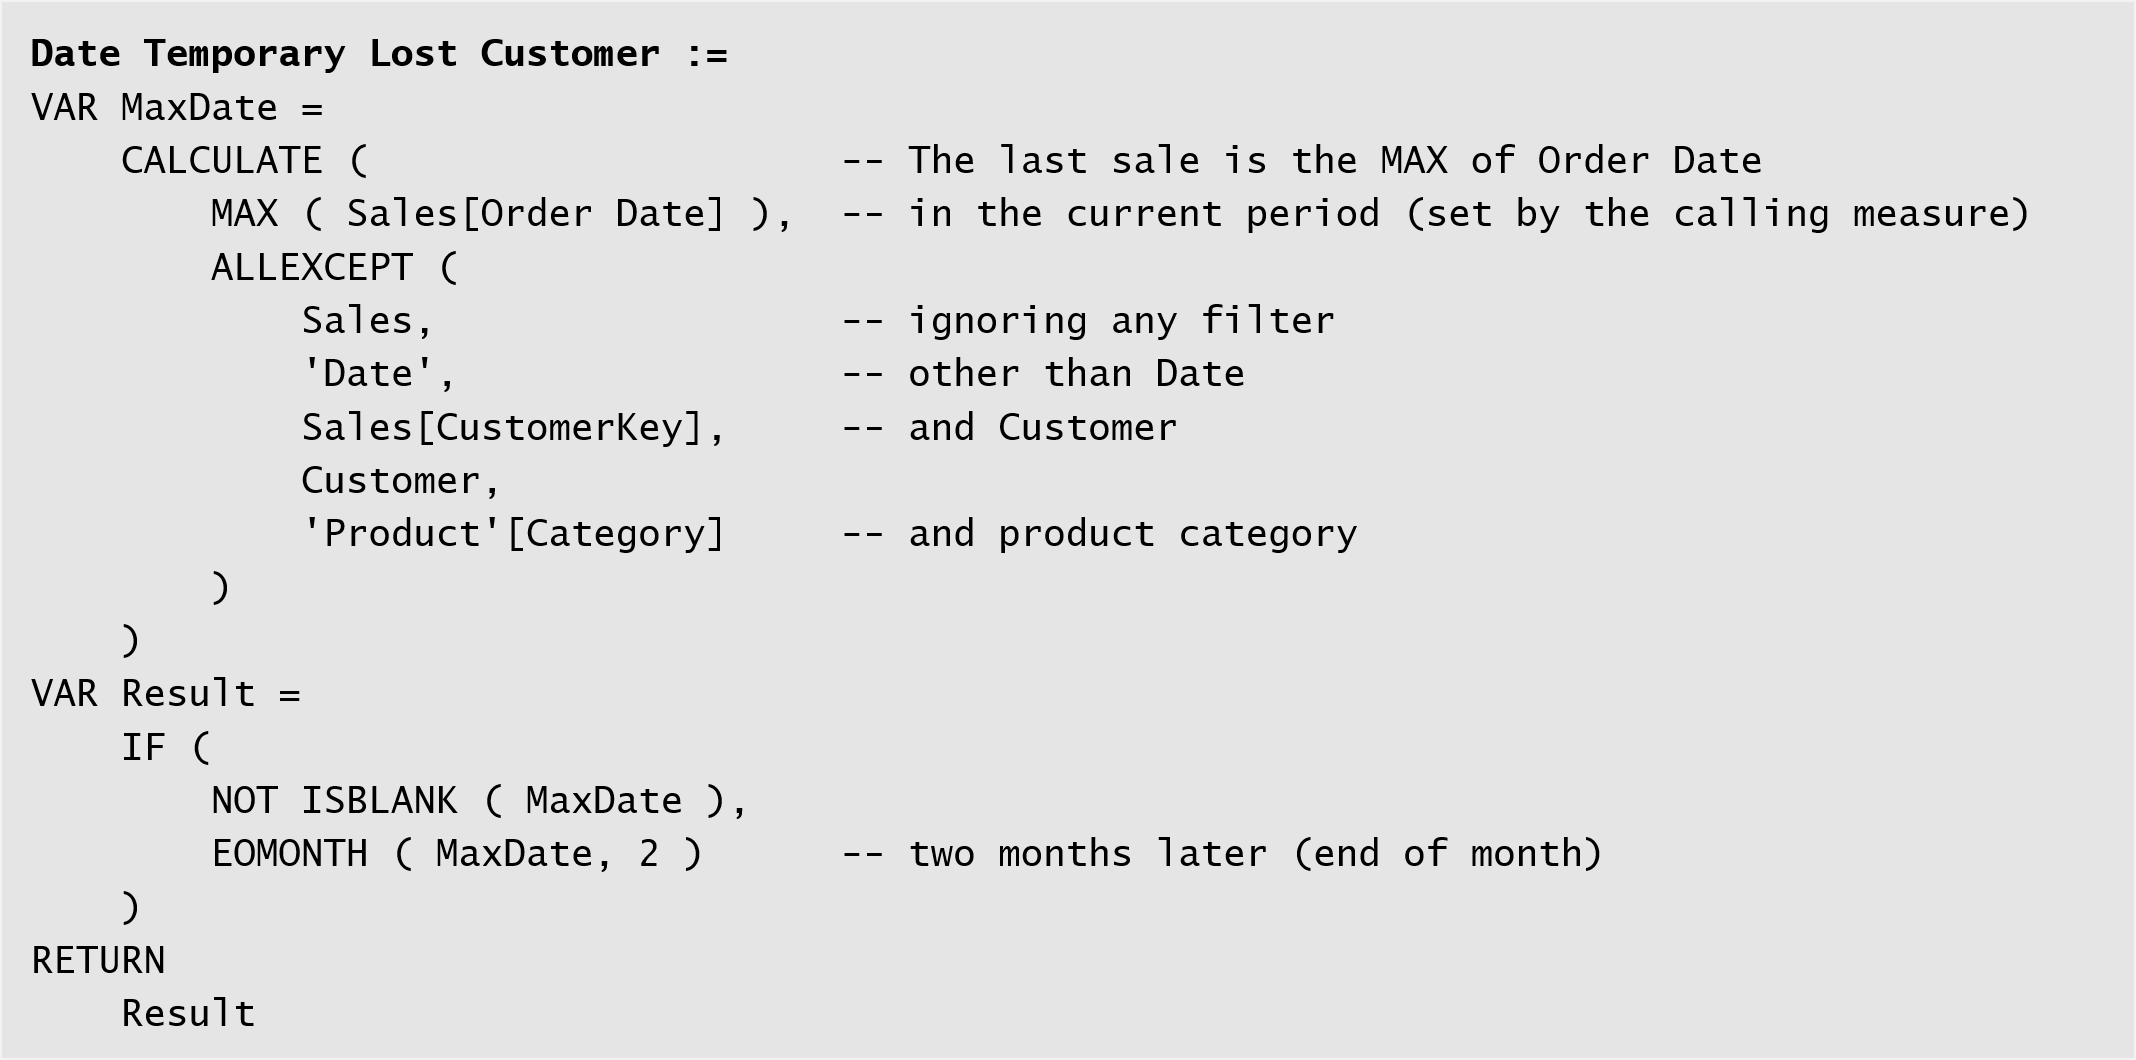 Date Temporary Lost Customer :=
VAR MaxDate =
    CALCULATE (                     -- The last sale is the MAX of Order Date
        MAX ( Sales[Order Date] ),  -- in the current period (set by the calling measure)
        ALLEXCEPT (
            Sales,                  -- ignoring any filter
            'Date',                 -- other than Date
            Sales[CustomerKey],     -- and Customer
            Customer,
            'Product'[Category]     -- and product category
        )
    )
VAR Result =
    IF (
        NOT ISBLANK ( MaxDate ),
        EOMONTH ( MaxDate, 2 )      -- two months later (end of month)
    )
RETURN
    Result